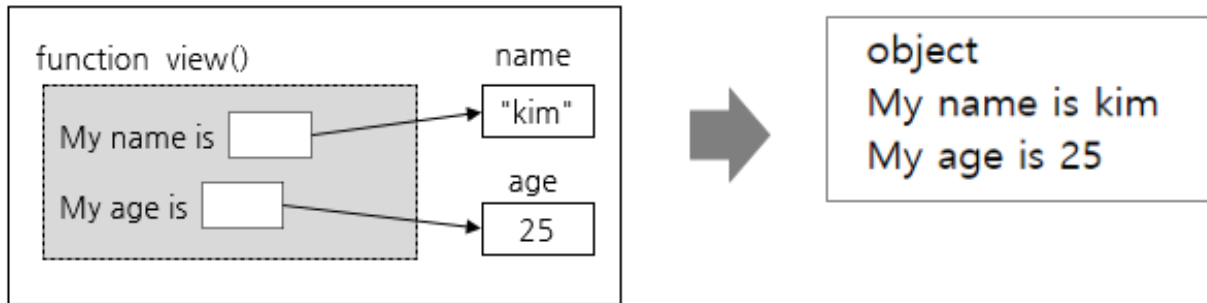 function view()
name
My name is
"kim"
My age is
age
25
object
My name is kim
My age is 25